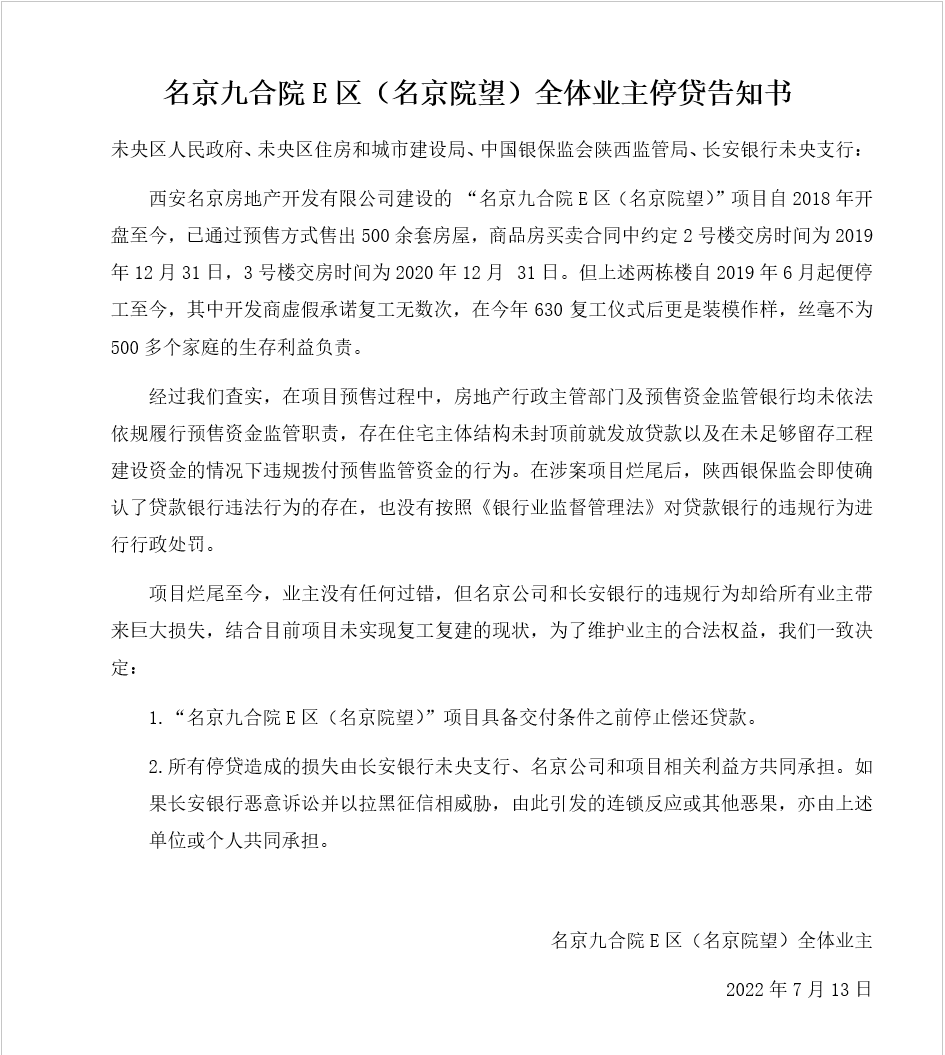 名京九合院 E 区（名京院望）全体业主停贷告知书
未央区人民政府、未央区住房和城市建设局、中国银保监会陕西监管局、长安银行未央支行：
西安名京房地产开发有限公司建设的 “名京九合院 E 区（名京院望）”项目自 2018 年开
盘至今，已通过预售方式售出 500 余套房屋，商品房买卖合同中约定 2 号楼交房时间为 2019
年 12 月 31 日，3 号楼交房时间为 2020 年 12 月 31 日。但上述两栋楼自 2019 年 6 月起便停
工至今，其中开发商虚假承诺复工无数次，在今年 630 复工仪式后更是装模作样，丝毫不为
500 多个家庭的生存利益负责。
经过我们查实，在项目预售过程中，房地产行政主管部门及预售资金监管银行均未依法
依规履行预售资金监管职责，存在住宅主体结构未封顶前就发放贷款以及在未足够留存工程
建设资金的情况下违规拨付预售监管资金的行为。在涉案项目烂尾后，陕西银保监会即使确
认了贷款银行违法行为的存在，也没有按照《银行业监督管理法》对贷款银行的违规行为进
行行政处罚。
项目烂尾至今，业主没有任何过错，但名京公司和长安银行的违规行为却给所有业主带
来巨大损失，结合目前项目未实现复工复建的现状，为了维护业主的合法权益，我们一致决
定：
1. “名京九合院 E 区（名京院望）”项目具备交付条件之前停止偿还贷款。
2.所有停贷造成的损失由长安银行未央支行、名京公司和项目相关利益方共同承担。如
果长安银行恶意诉讼并以拉黑征信相威胁，由此引发的连锁反应或其他恶果，亦由上述
单位或个人共同承担。
名京九合院 E 区（名京院望）全体业主
2022 年 7 月 13 日